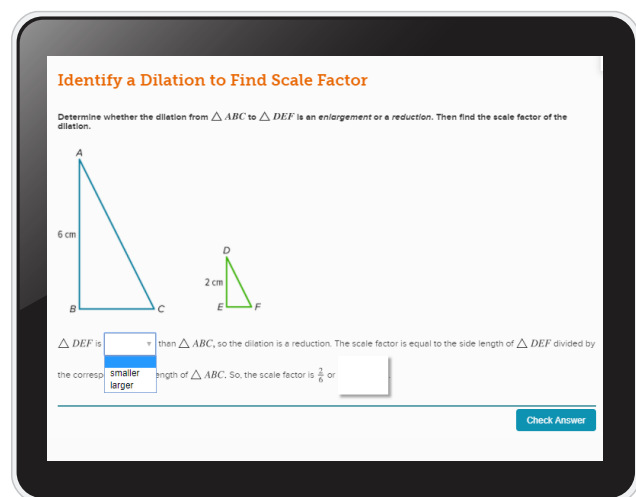 Identify a Dilation to Find Scale Factor
Determine whether the dilation from △ ABC to △ DEF is an enlargement or a reduction. Then find the scale factor of the
dilation.
A
6 cm
B
C
D
2 cm
E
F
△ DEF is than △ ABC, so the dilation is a reduction. The scale factor is equal to the side length of △ DEF divided by
smaller
larger
the corresp ength of △ ABC. So, the scale factor is 2/6 or
Check Answer